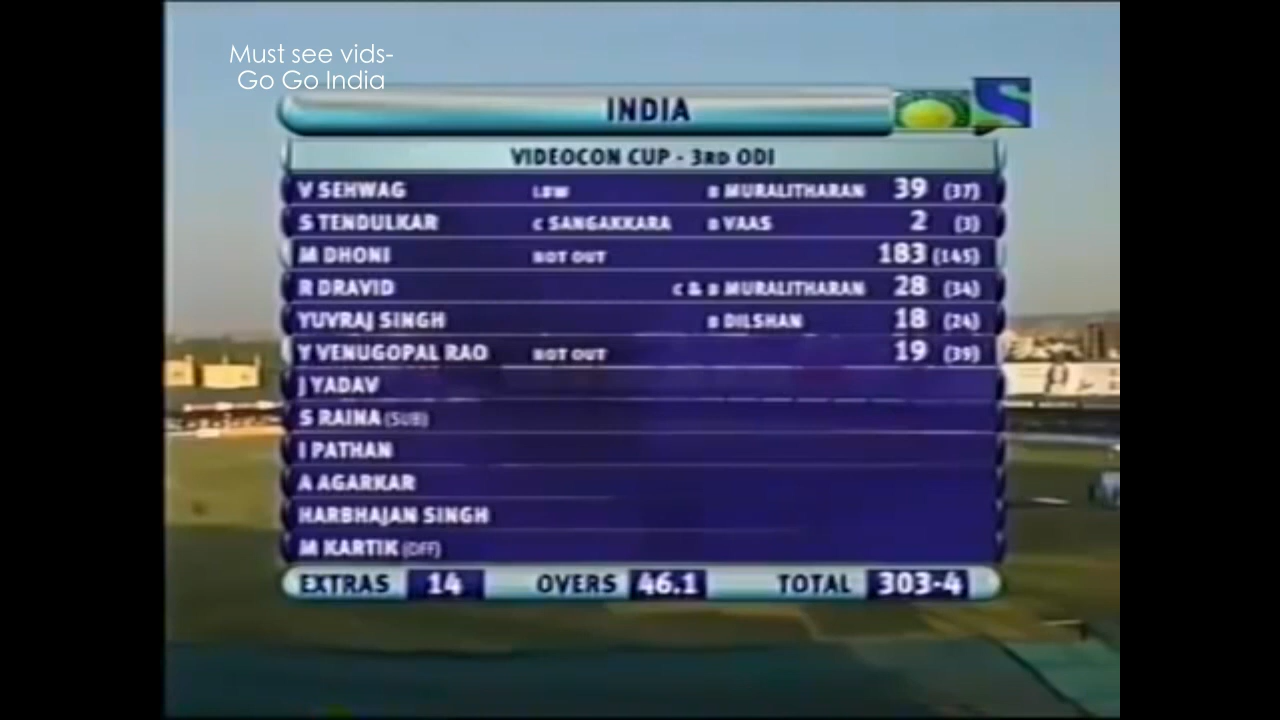 Must see vids-
Go Go India
INDIA
VIDEOCON CUP - 3RD ODI
V SEHWAG LBW B MURALITHARAN 39 (37)
S TENDULKAR C SANGAKKARA B VAAS 2 (3)
M DHONI NOT OUT 183 (145)
R DRAVID C & B MURALITHARAN 28 (34)
YUVRAJ SINGH B DILSHAN 18 (24)
Y VENUGOPAL RAO NOT OUT 19 (39)
J YADAV
S RAINA (SUB)
I PATHAN
A AGARKAR
HARBHAJAN SINGH
M KARTIK (OFF)
EXTRAS 14 OVERS 46.1 TOTAL 303-4